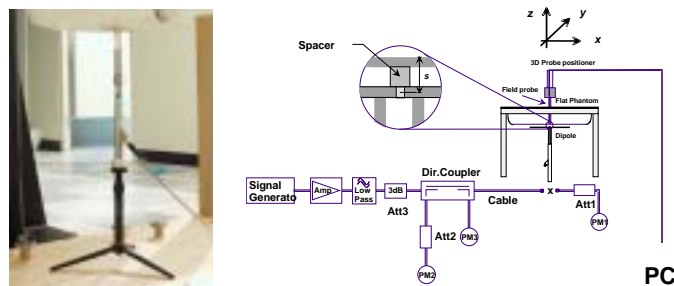 z
y
x
Spacer
s
3D Probe positioner
Field probe
Flat Phantom
Dipole
Signal
Generato
Amp
Low
Pass
3dB
Att3
Dir.Coupler
Cable
x
Att1
PM1
Att2
PM3
PM2
PC